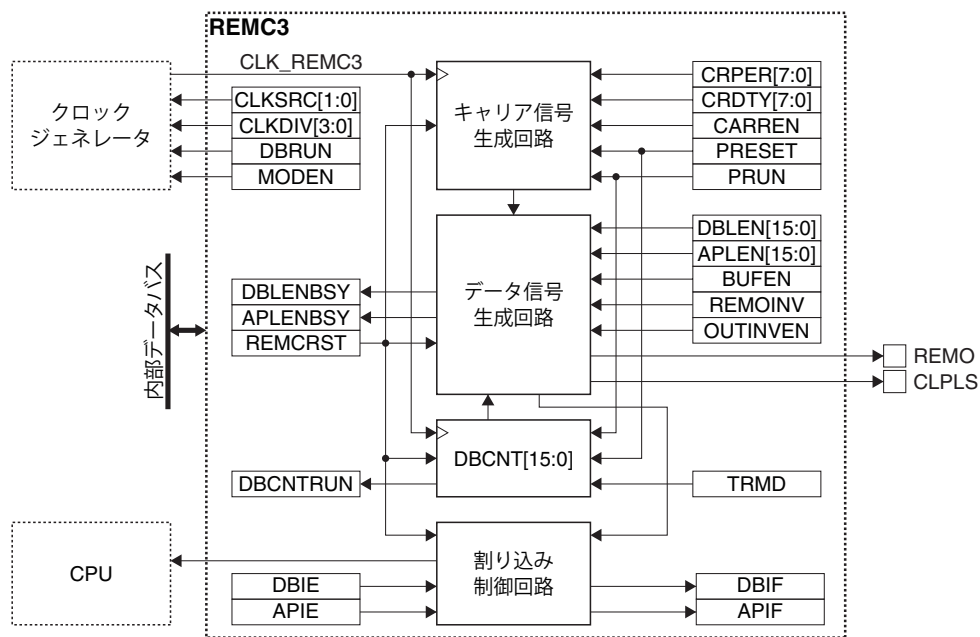 REMC3
CLK_REMC3
クロック
ジェネレータ
CLKSRC[1:0]
CLKDIV[3:0]
DBRUN
MODEN
キャリア信号
生成回路
CRPER[7:0]
CRDTY[7:0]
CARREN
PRESET
PRUN
内部データバス
DBLENBSY
APLENBSY
REMCRST
データ信号
生成回路
DBLEN[15:0]
APLEN[15:0]
BUFEN
REMOINV
OUTINVEN
REMO
CLPLS
DBCNTRUN
DBCNT[15:0]
TRMD
CPU
DBIE
APIE
割り込み
制御回路
DBIF
APIF